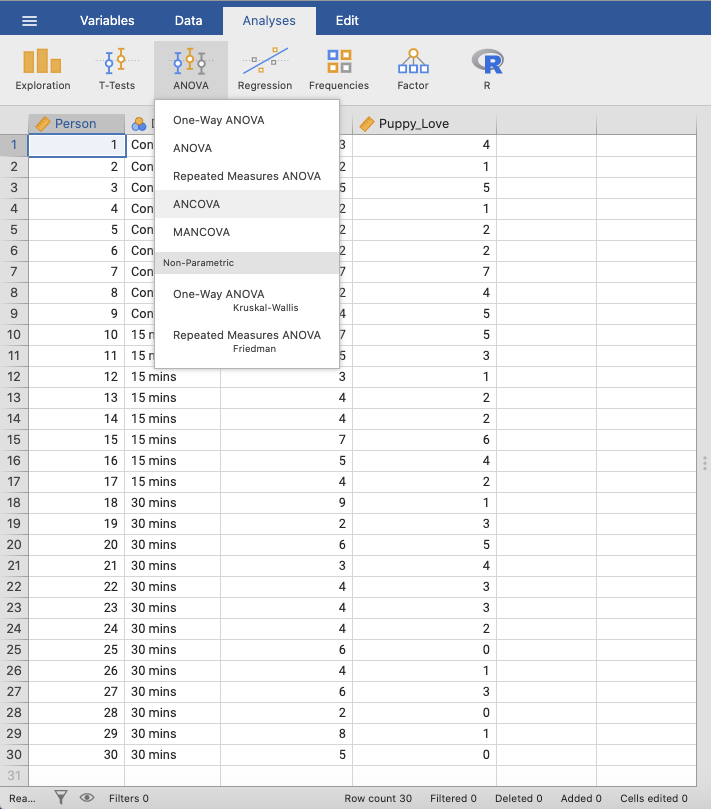 Variables Data Analyses Edit
Exploration T-Tests ANOVA Regression Frequencies Factor R
One-Way ANOVA
ANOVA
Repeated Measures ANOVA
ANCOVA
MANCOVA
Non-Parametric
One-Way ANOVA
Kruskal-Wallis
Repeated Measures ANOVA
Friedman
Person Puppy_Love
1 1 Con 3 4
2 2 Con 2 1
3 3 Con 5 5
4 4 Con 2 1
5 5 Con 2 2
6 6 Con 2 2
7 7 Con 7 7
8 8 Con 2 4
9 9 Con 4 5
10 10 15 m 7 5
11 11 15 m 5 3
12 12 15 mins 3 1
13 13 15 mins 4 2
14 14 15 mins 4 2
15 15 15 mins 7 6
16 16 15 mins 5 4
17 17 15 mins 4 2
18 18 30 mins 9 1
19 19 30 mins 2 3
20 20 30 mins 6 5
21 21 30 mins 3 4
22 22 30 mins 4 3
23 23 30 mins 4 3
24 24 30 mins 4 2
25 25 30 mins 6 0
26 26 30 mins 4 1
27 27 30 mins 6 3
28 28 30 mins 2 0
29 29 30 mins 8 1
30 30 30 mins 5 0
31
Rea... Filters 0 Row count 30 Filtered 0 Deleted 0 Added 0 Cells edited 0